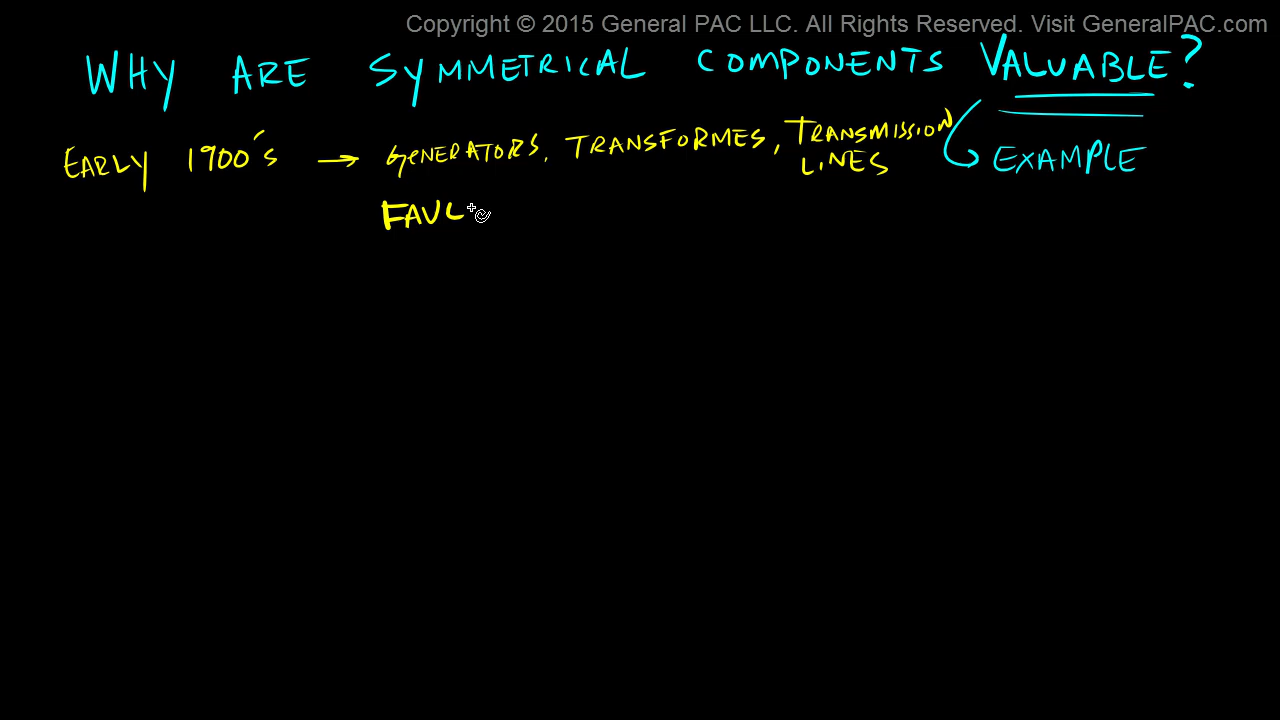 Copyright © 2015 General PAC LLC. All Rights Reserved. Visit GeneralPAC.com
WHY ARE SYMMETRICAL COMPONENTS VALUABLE?
EARLY 1900's → GENERATORS, TRANSFORMES, TRANSMISSION
LINES
EXAMPLE
FAUL